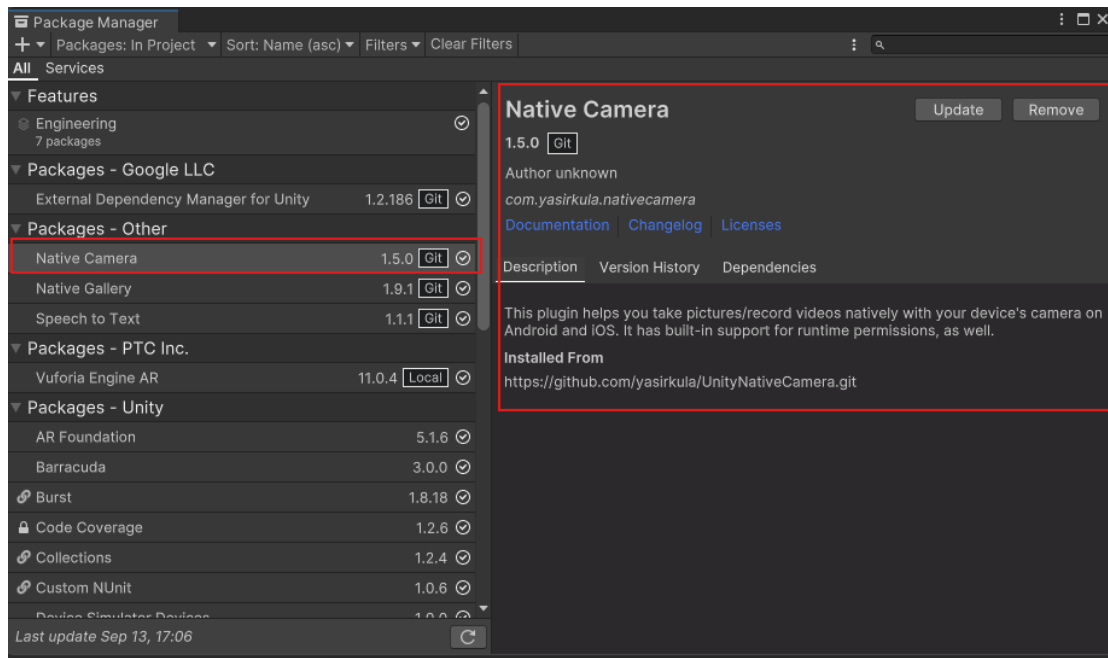 Package Manager
Packages: In Project Sort: Name (asc) Filters Clear Filters
All Services
Features
Engineering
7 packages
Packages - Google LLC
External Dependency Manager for Unity 1.2.186 Git
Packages - Other
Native Camera 1.5.0 Git
Native Gallery 1.9.1 Git
Speech to Text 1.1.1 Git
Packages - PTC Inc.
Vuforia Engine AR 11.0.4 Local
Packages - Unity
AR Foundation 5.1.6
Barracuda 3.0.0
Burst 1.8.18
Code Coverage 1.2.6
Collections 1.2.4
Custom NUnit 1.0.6
Device Simulator Devices 1.0.0
Last update Sep 13, 17:06
Native Camera Update Remove
1.5.0 Git
Author unknown
com.yasirkula.nativecamera
Documentation Changelog Licenses
Description Version History Dependencies
This plugin helps you take pictures/record videos natively with your device's camera on
Android and iOS. It has built-in support for runtime permissions, as well.
Installed From
https://github.com/yasirkula/UnityNativeCamera.git